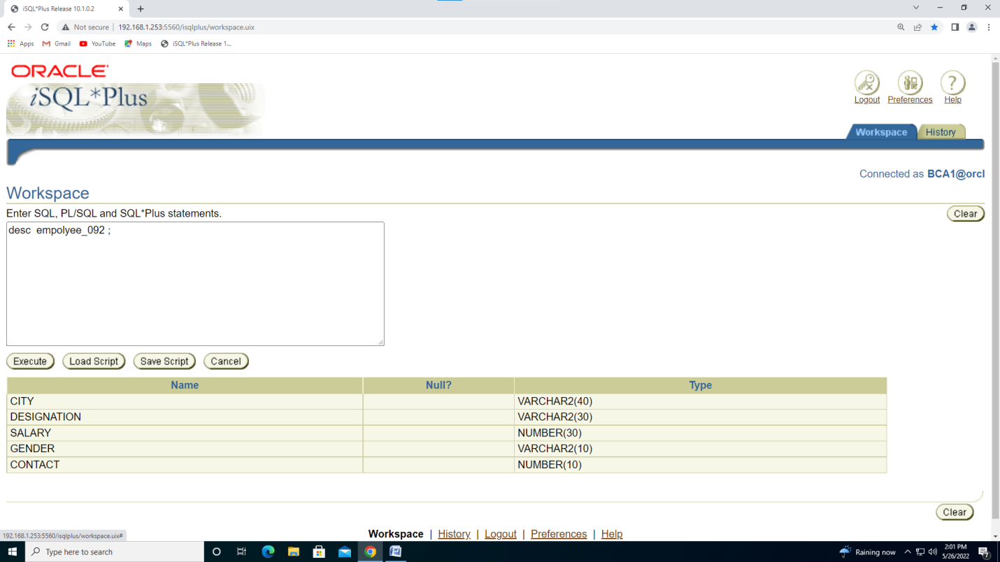 iSQL*Plus Release 10.1.0.2
Not secure | 192.168.1.253:5560/isqlplus/workspace.uix
Apps Gmail YouTube Maps iSQL*Plus Release 1...
ORACLE
iSQL*Plus
Logout Preferences Help
Workspace History
Connected as BCA1@orcl
Workspace
Enter SQL, PL/SQL and SQL*Plus statements.
Clear
desc empolyee_092 ;
Execute Load Script Save Script Cancel
Name Null? Type
CITY VARCHAR2(40)
DESIGNATION VARCHAR2(30)
SALARY NUMBER(30)
GENDER VARCHAR2(10)
CONTACT NUMBER(10)
Clear
Workspace | History | Logout | Preferences | Help
192.168.1.253:5560/isqlplus/workspace.uix#
Type here to search
Raining now
2:01 PM
5/26/2022
7